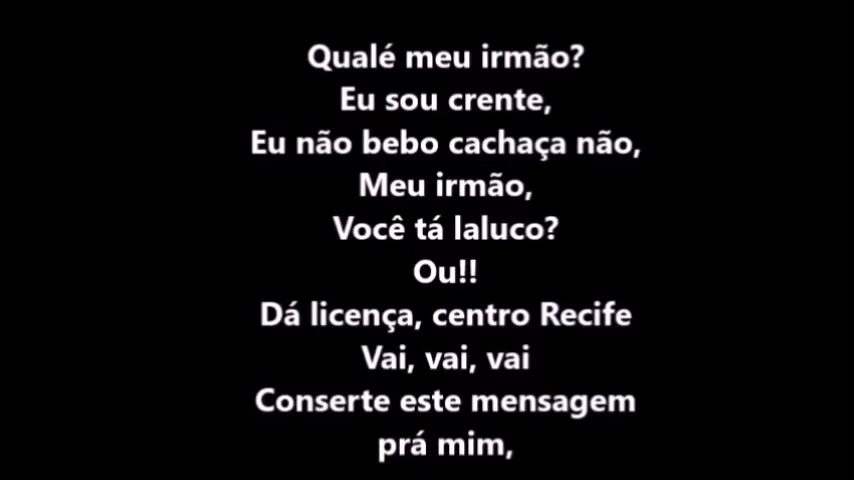 Qualé meu irmão?
Eu sou crente,
Eu não bebo cachaça não,
Meu irmão,
Você tá laluco?
Ou!!
Dá licença, centro Recife
Vai, vai, vai
Conserte este mensagem
prá mim,